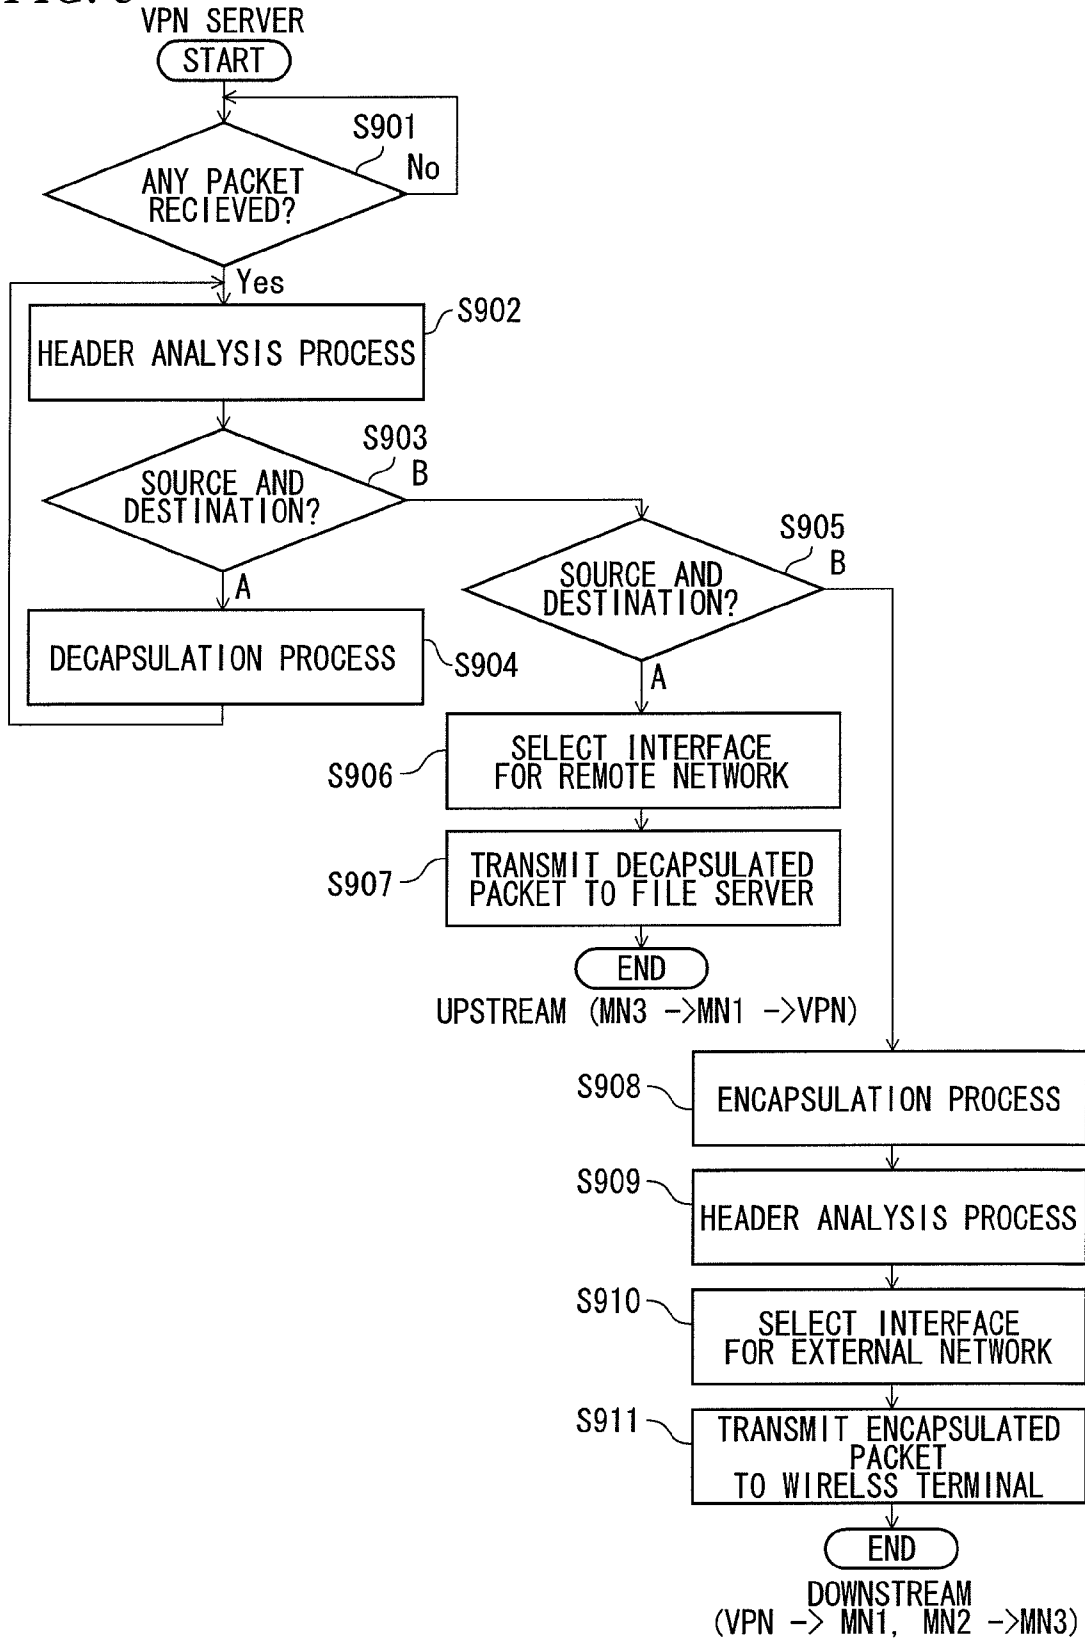 VPN SERVER
START
S901
No
ANY PACKET
RECIEVED?
Yes
S902
HEADER ANALYSIS PROCESS
S903
B
SOURCE AND
DESTINATION?
A
S904
DECAPSULATION PROCESS
S905
B
SOURCE AND
DESTINATION?
A
S906
SELECT INTERFACE
FOR REMOTE NETWORK
S907
TRANSMIT DECAPSULATED
PACKET TO FILE SERVER
END
UPSTREAM (MN3 ->MN1 ->VPN)
S908
ENCAPSULATION PROCESS
S909
HEADER ANALYSIS PROCESS
S910
SELECT INTERFACE
FOR EXTERNAL NETWORK
S911
TRANSMIT ENCAPSULATED
PACKET
TO WIRELSS TERMINAL
END
DOWNSTREAM
(VPN -> MN1, MN2 ->MN3)